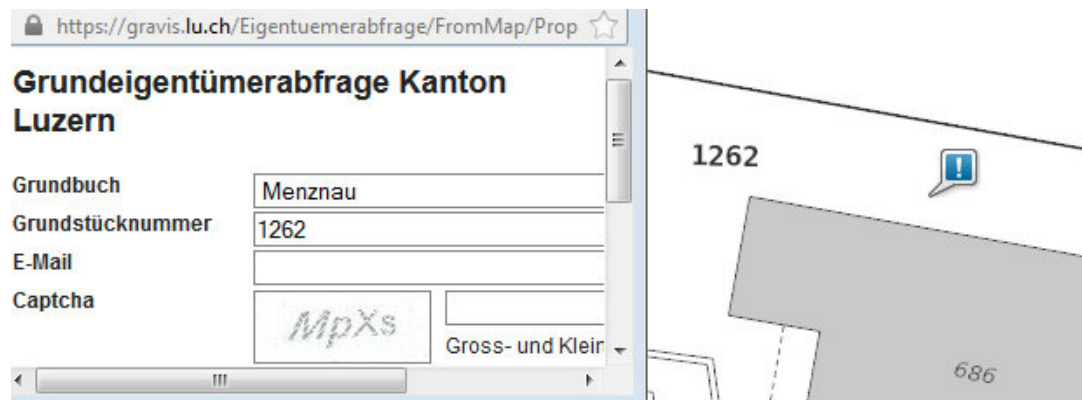 https://gravis.lu.ch/Eigentuemerabfrage/FromMap/Prop
Grundeigentümerabfrage Kanton
Luzern
Grundbuch
Menznau
Grundstücknummer
1262
E-Mail
Captcha
MpXs
Gross- und Klein
1262
686